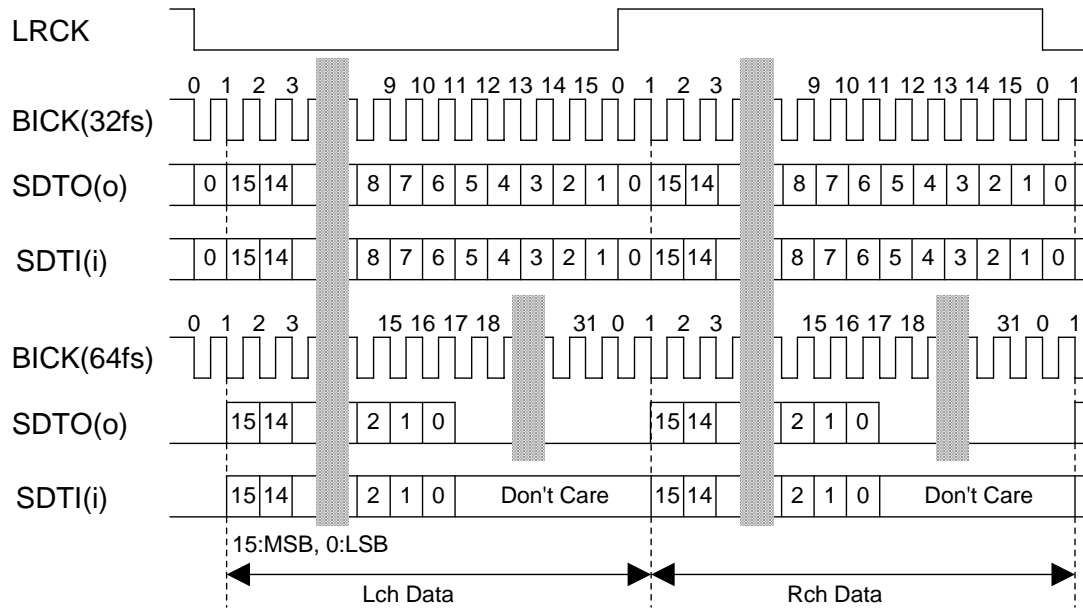 LRCK
0 1 2 3 9 10 11 12 13 14 15 0 1 2 3 9 10 11 12 13 14 15 0 1
BICK(32fs)
SDTO(o) 0 15 14 8 7 6 5 4 3 2 1 0 15 14 8 7 6 5 4 3 2 1 0
SDTI(i) 0 15 14 8 7 6 5 4 3 2 1 0 15 14 8 7 6 5 4 3 2 1 0
0 1 2 3 15 16 17 18 31 0 1 2 3 15 16 17 18 31 0 1
BICK(64fs)
SDTO(o) 15 14 2 1 0 15 14 2 1 0
SDTI(i) 15 14 2 1 0 Don't Care 15 14 2 1 0 Don't Care
15:MSB, 0:LSB
Lch Data Rch Data